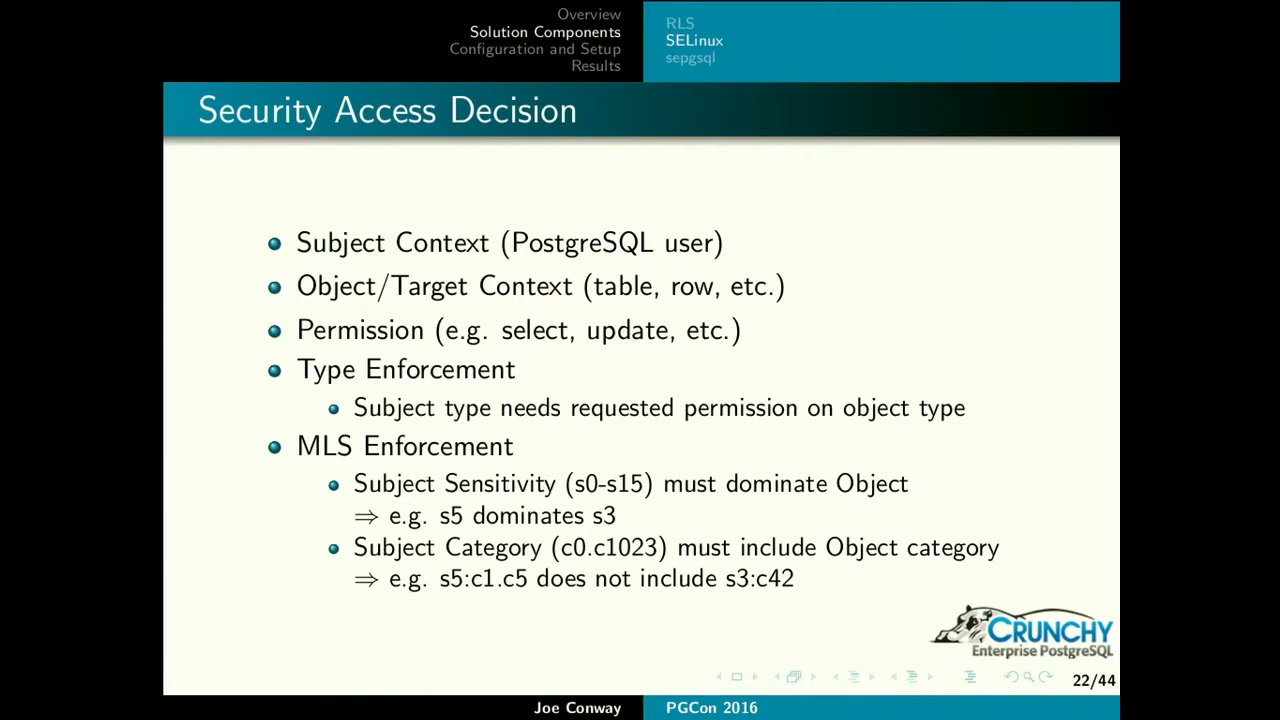 Overview
Solution Components
Configuration and Setup
Results
RLS
SELinux
sepgsql
Security Access Decision
Subject Context (PostgreSQL user)
Object/Target Context (table, row, etc.)
Permission (e.g. select, update, etc.)
Type Enforcement
Subject type needs requested permission on object type
MLS Enforcement
Subject Sensitivity (s0-s15) must dominate Object
⇒ e.g. s5 dominates s3
Subject Category (c0.c1023) must include Object category
⇒ e.g. s5:c1.c5 does not include s3:c42
CRUNCHY
Enterprise PostgreSQL
22/44
Joe Conway
PGCon 2016